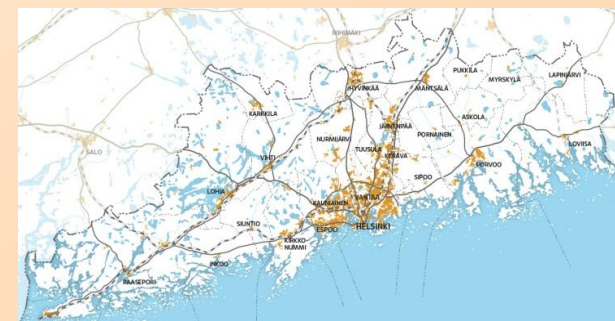 RIIHIMÄKI
HYVINKÄÄ
MÄNTSÄLÄ
PUKKILA
MYRSKYLÄ
LAPINJÄRVI
KARKKILA
ASKOLA
JÄRVENPÄÄ
PORNAINEN
NURMIJÄRVI
TUUSULA
LOVIISA
SALO
VIHTI
KERAVA
PORVOO
SIPOO
LOHJA
VANTAA
KAUNIAINEN
SIUNTIO
ESPOO
HELSINKI
KIRKKO-
NUMMI
INKOO
RAASEPORI